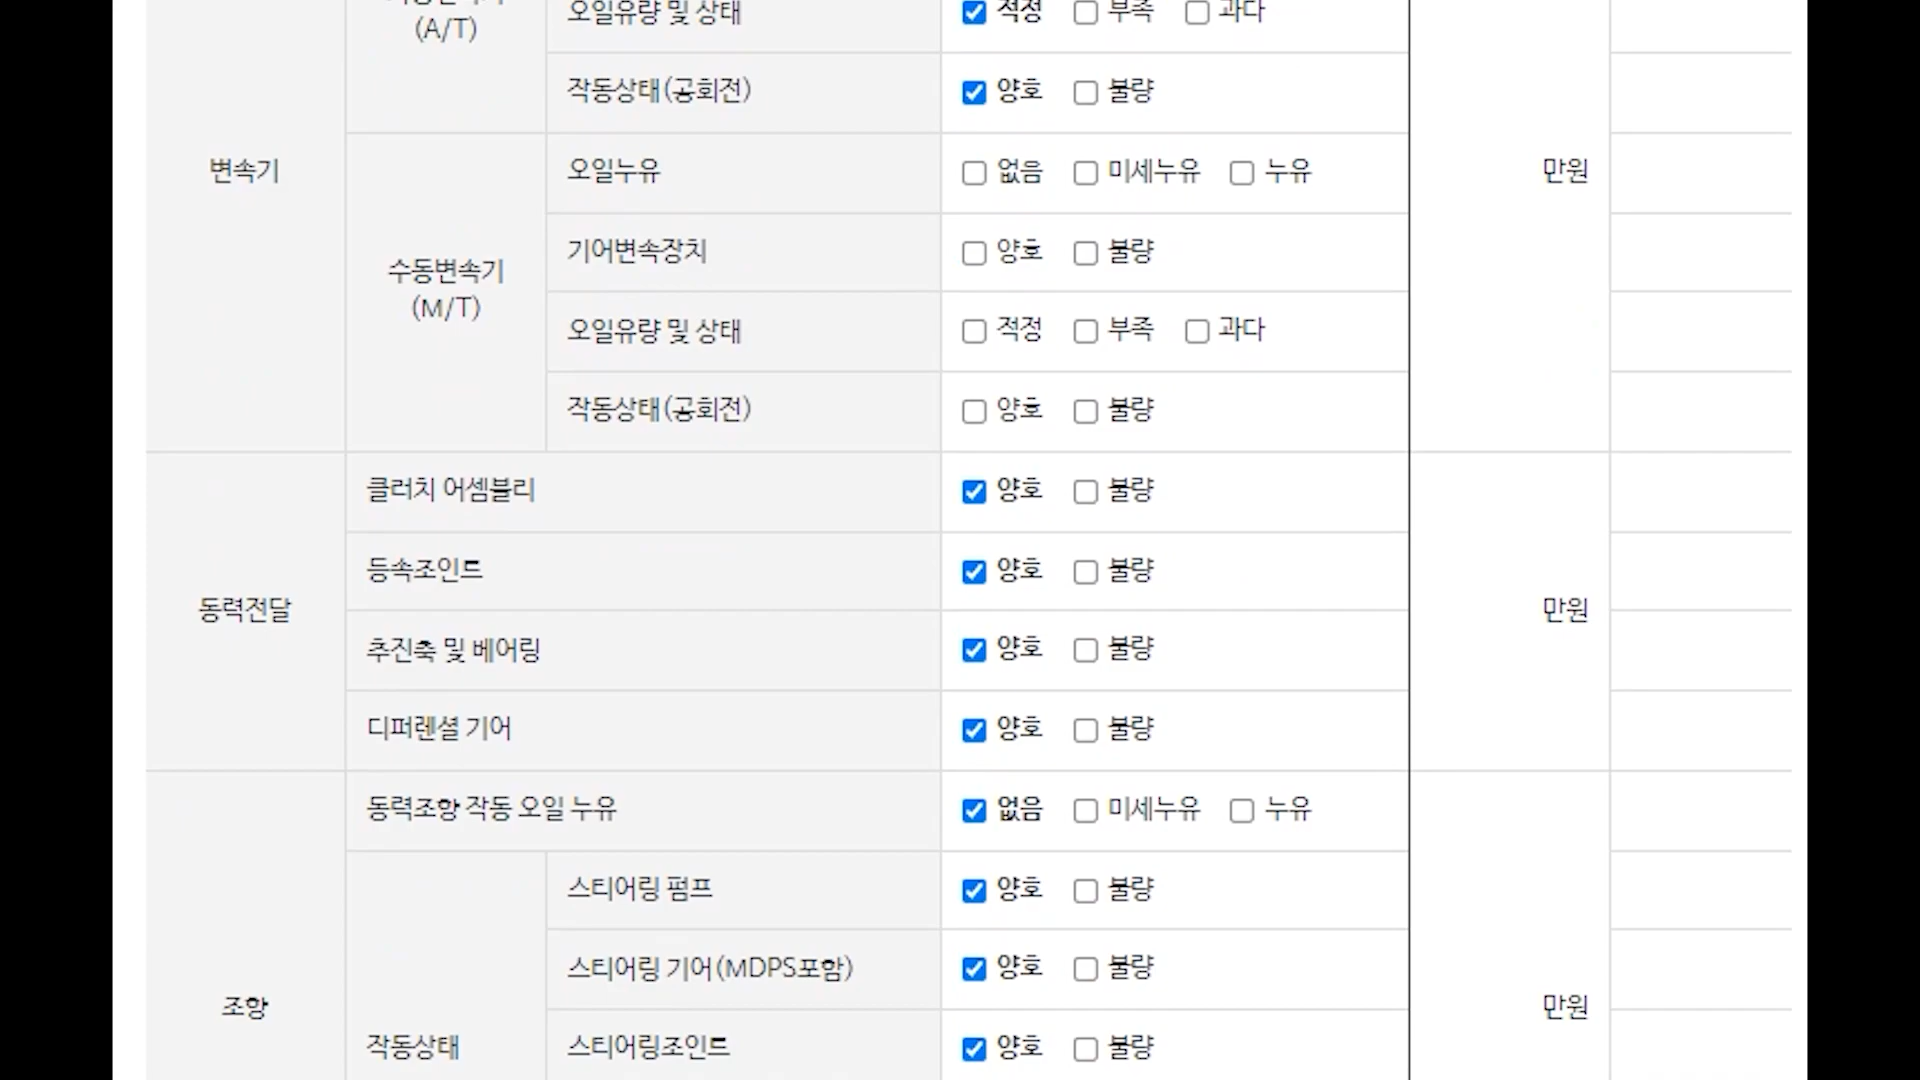 (A/T)
오일유량 및 상태
적정 부족 과다
작동상태(공회전)
양호 불량
변속기
수동변속기
(M/T)
오일누유
없음 미세누유 누유
만원
기어변속장치
양호 불량
오일유량 및 상태
적정 부족 과다
작동상태(공회전)
양호 불량
동력전달
클러치 어셈블리
양호 불량
등속조인트
양호 불량
만원
추진축 및 베어링
양호 불량
디퍼렌셜 기어
양호 불량
조향
동력조향 작동 오일 누유
없음 미세누유 누유
작동상태
스티어링 펌프
양호 불량
스티어링 기어(MDPS포함)
양호 불량
만원
스티어링조인트
양호 불량